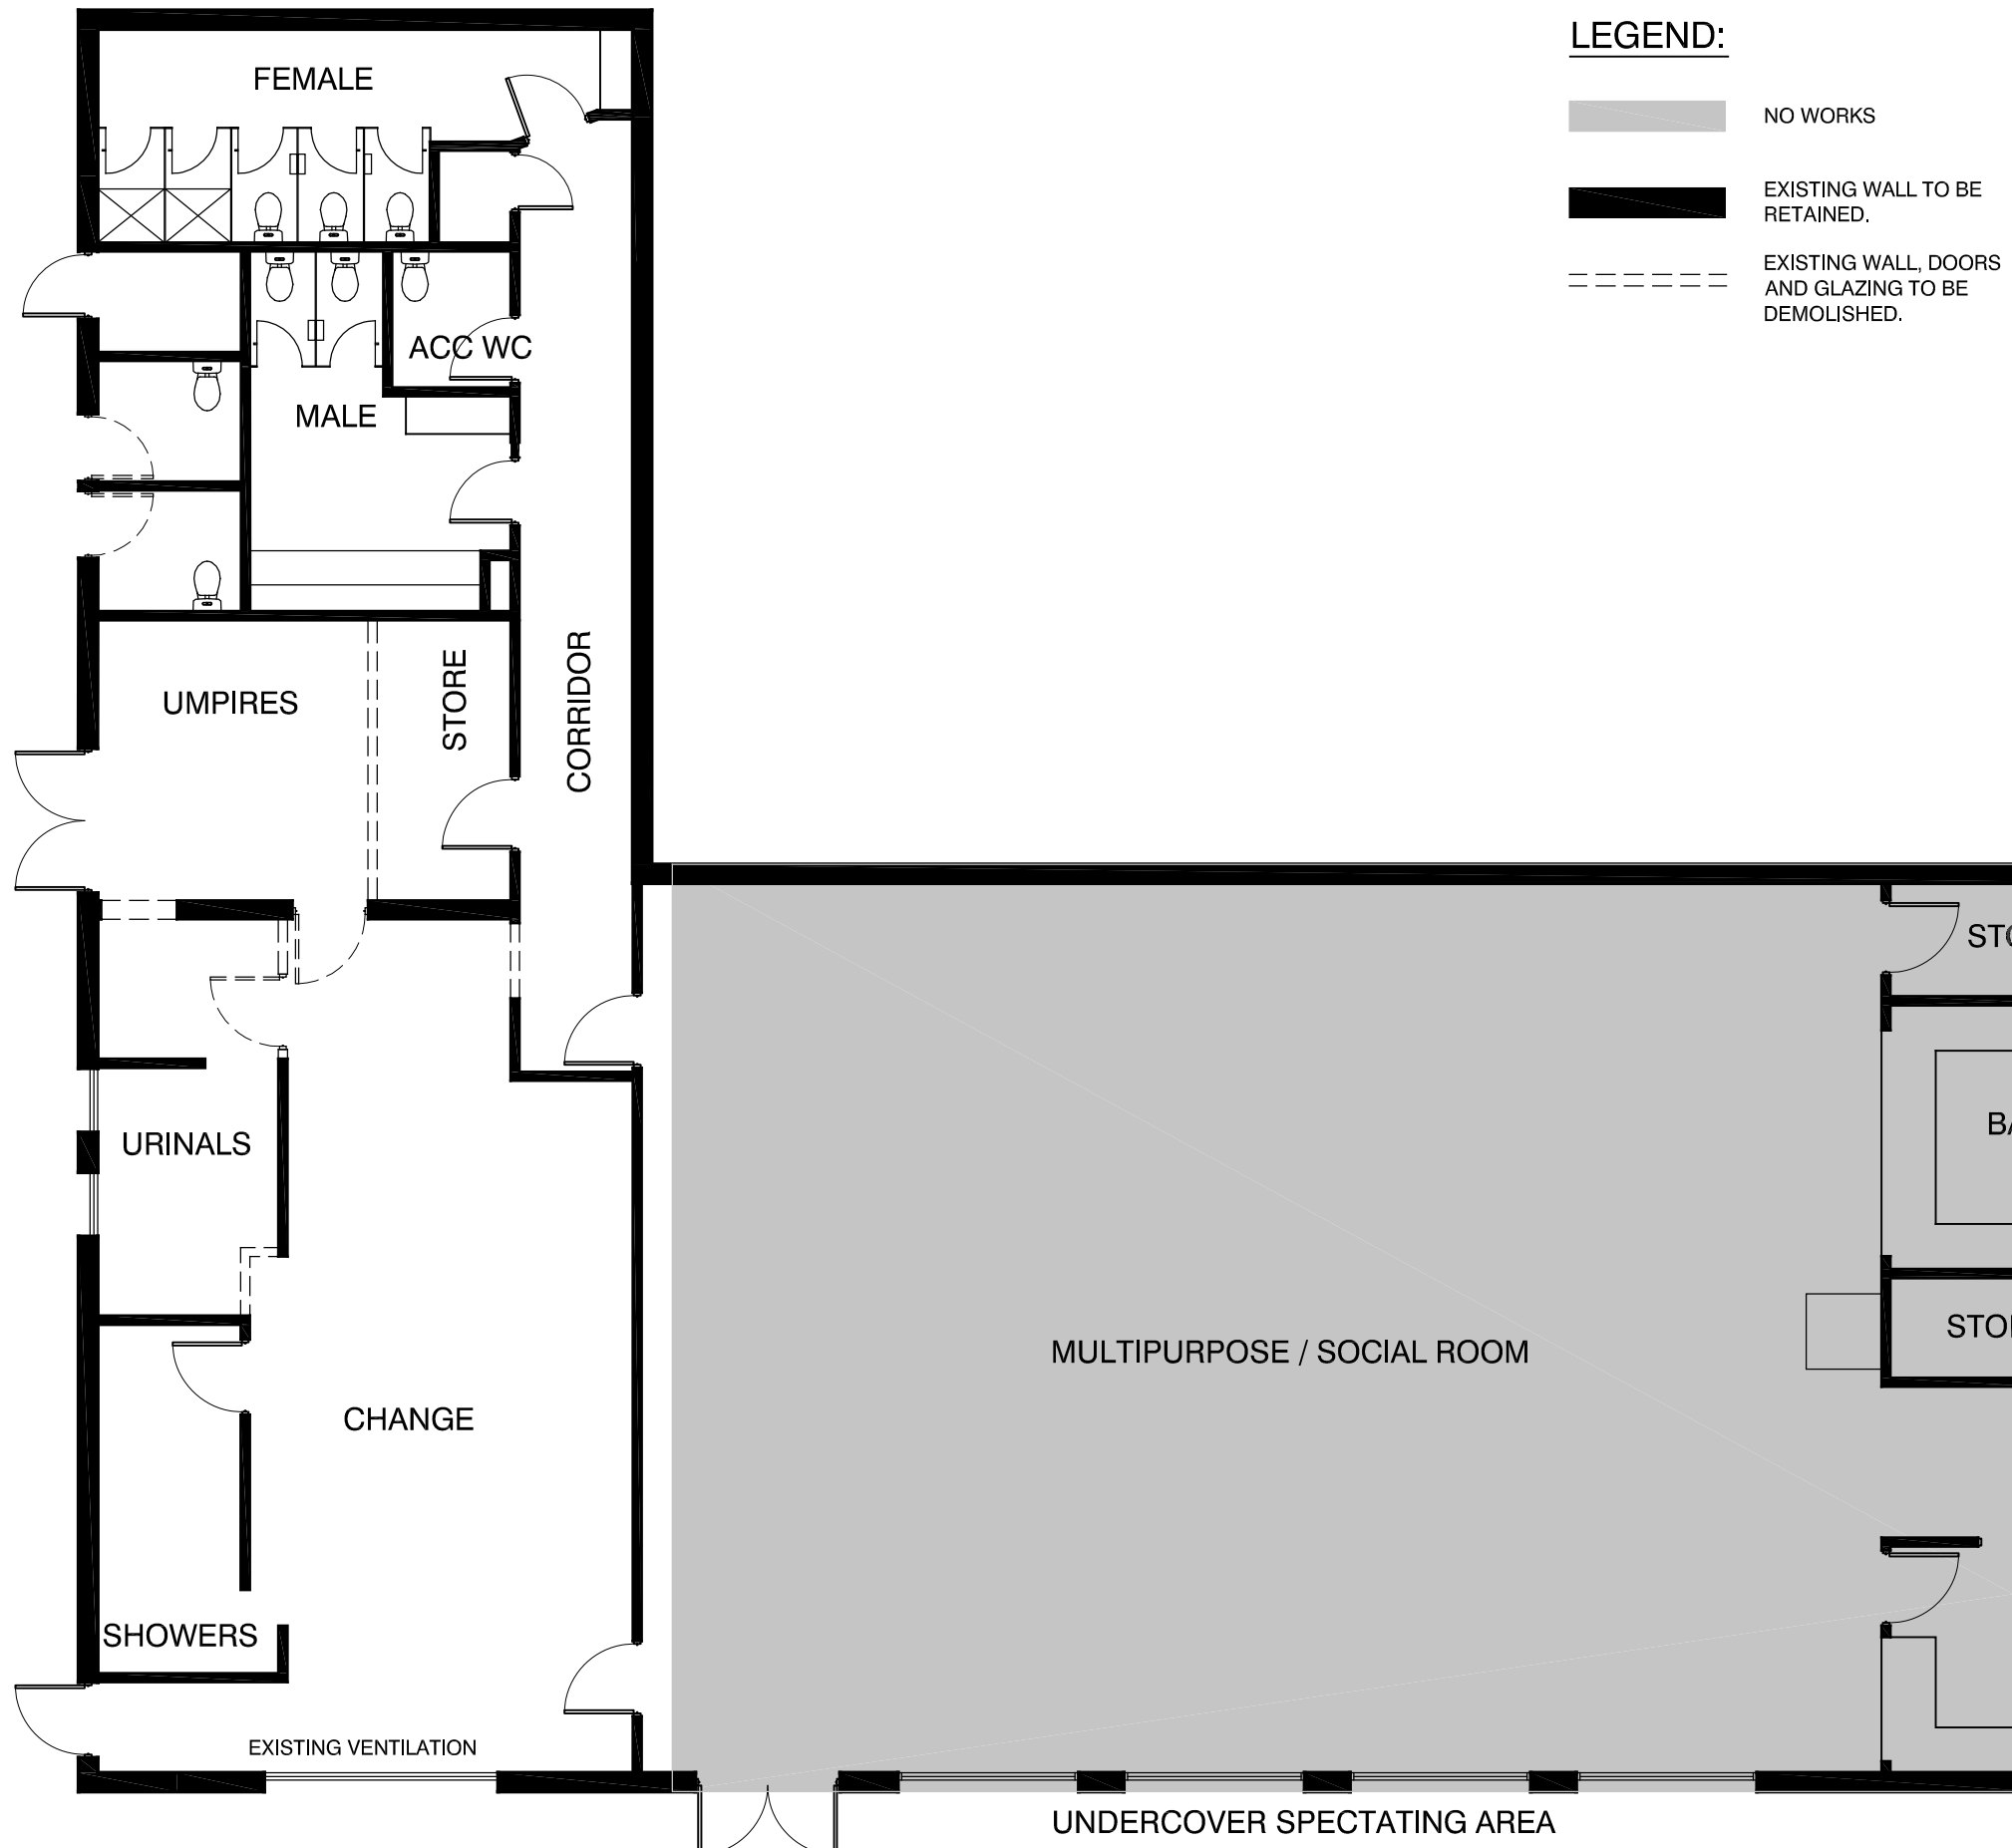 LEGEND:
NO WORKS
EXISTING WALL TO BE
RETAINED.
EXISTING WALL, DOORS
AND GLAZING TO BE
DEMOLISHED.
FEMALE
ACC WC
MALE
UMPIRES
STORE
CORRIDOR
URINALS
CHANGE
SHOWERS
EXISTING VENTILATION
MULTIPURPOSE / SOCIAL ROOM
UNDERCOVER SPECTATING AREA